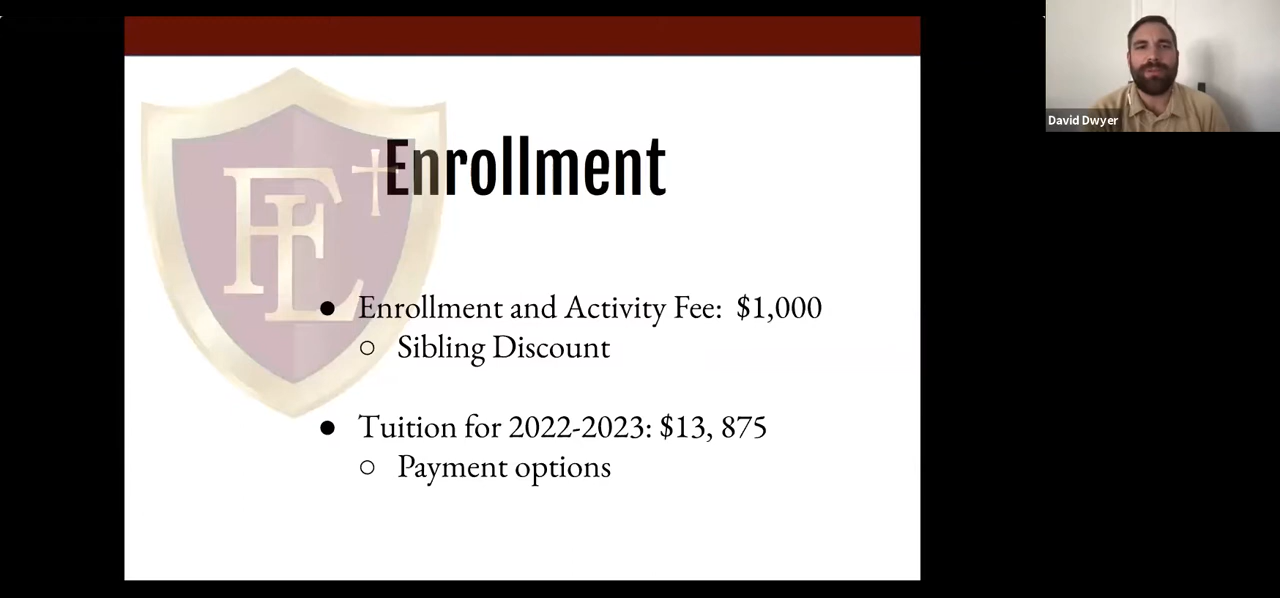 Enrollment
● Enrollment and Activity Fee: $1,000
○ Sibling Discount
● Tuition for 2022-2023: $13, 875
○ Payment options
FL
David Dwyer